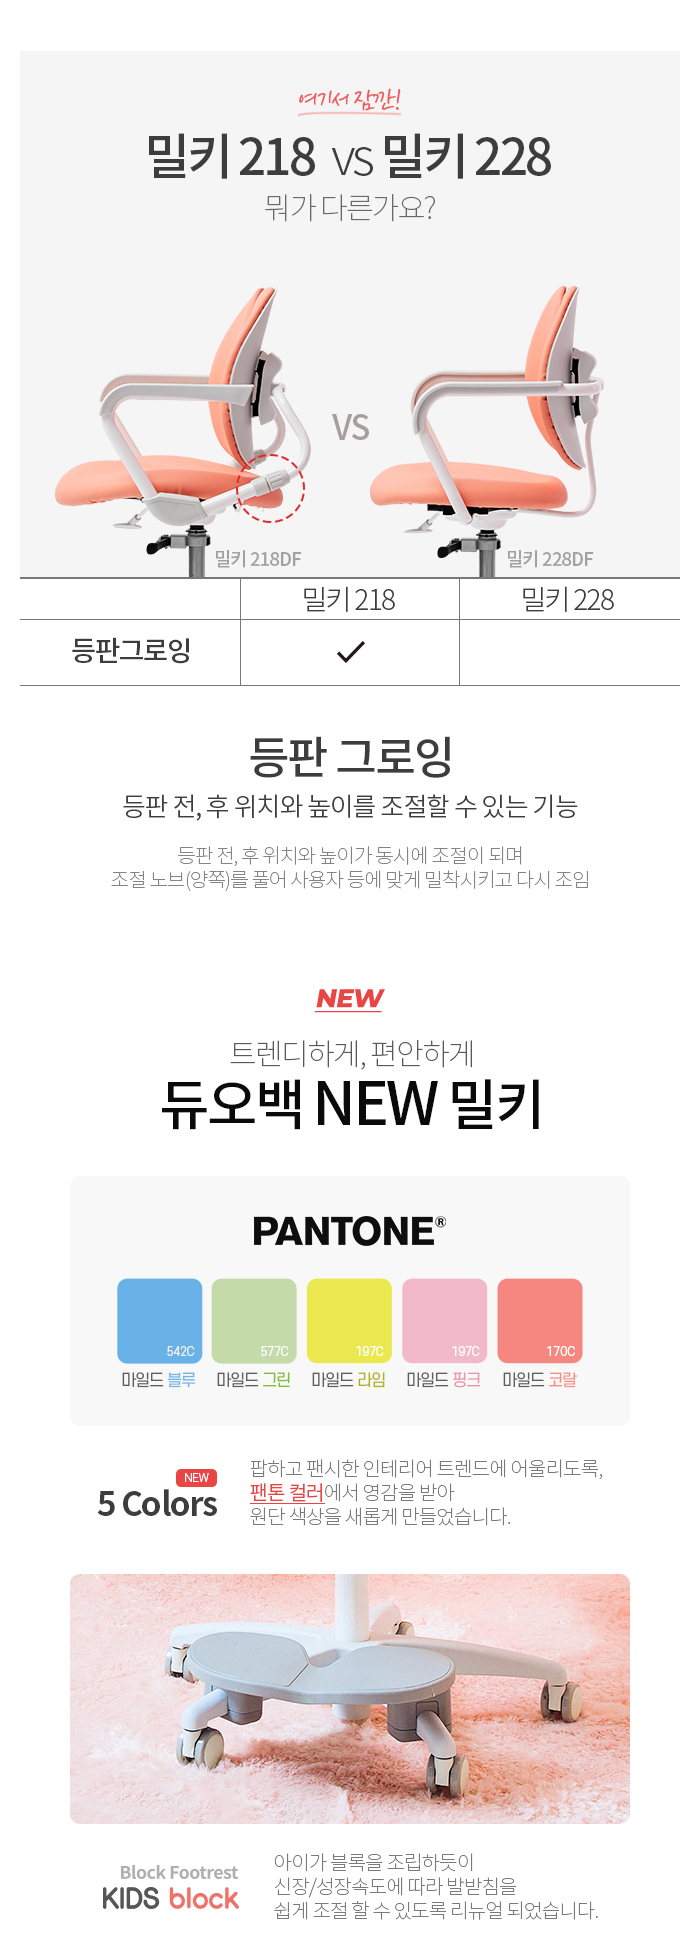 여기서 잠깐!
밀키 218 VS 밀키 228
뭐가 다른가요?
VS
밀키 218DF
밀키 228DF
밀키 218 밀키 228
등판그로잉 ✓
등판 그로잉
등판 전, 후 위치와 높이를 조절할 수 있는 기능
등판 전, 후 위치와 높이가 동시에 조절이 되며
조절 노브(양쪽)를 풀어 사용자 등에 맞게 밀착시키고 다시 조임
NEW
트렌디하게, 편안하게
듀오백 NEW 밀키
PANTONE®
542C 577C 197C 197C 170C
마일드 블루 마일드 그린 마일드 라임 마일드 핑크 마일드 코랄
NEW
5 Colors
팝하고 팬시한 인테리어 트렌드에 어울리도록,
팬톤 컬러에서 영감을 받아
원단 색상을 새롭게 만들었습니다.
Block Footrest
KIDS block
아이가 블록을 조립하듯이
신장/성장속도에 따라 발받침을
쉽게 조절 할 수 있도록 리뉴얼 되었습니다.